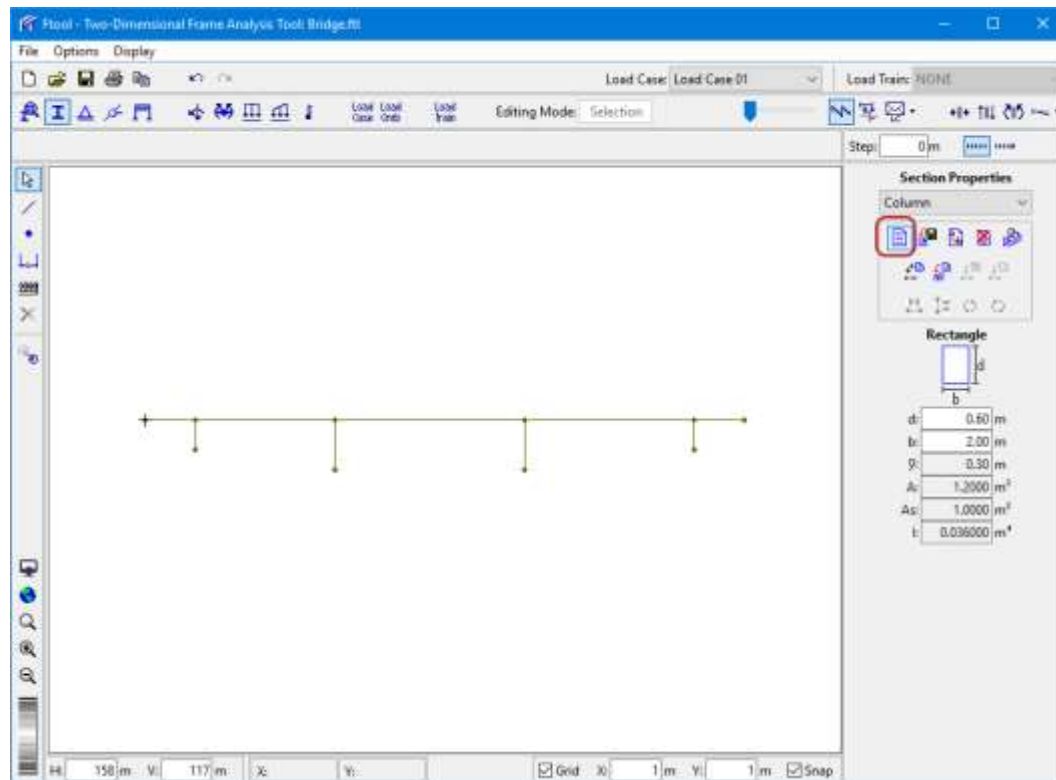 Ftool - Two-Dimensional Frame Analysis Tool: Bridge.ftl
File Options Display
Load Case: Load Case 01 Load Train: NONE
Load Case Load Grids Load Train Editing Mode: Selection
Step: 0 m
Section Properties
Column
Rectangle
d
b
d: 0.60 m
b: 2.00 m
ȳ: 0.30 m
A: 1.2000 m²
As: 1.0000 m²
I: 0.036000 m⁴
H: 158 m V: 117 m X: Y: Grid X: 1 m Y: 1 m Snap